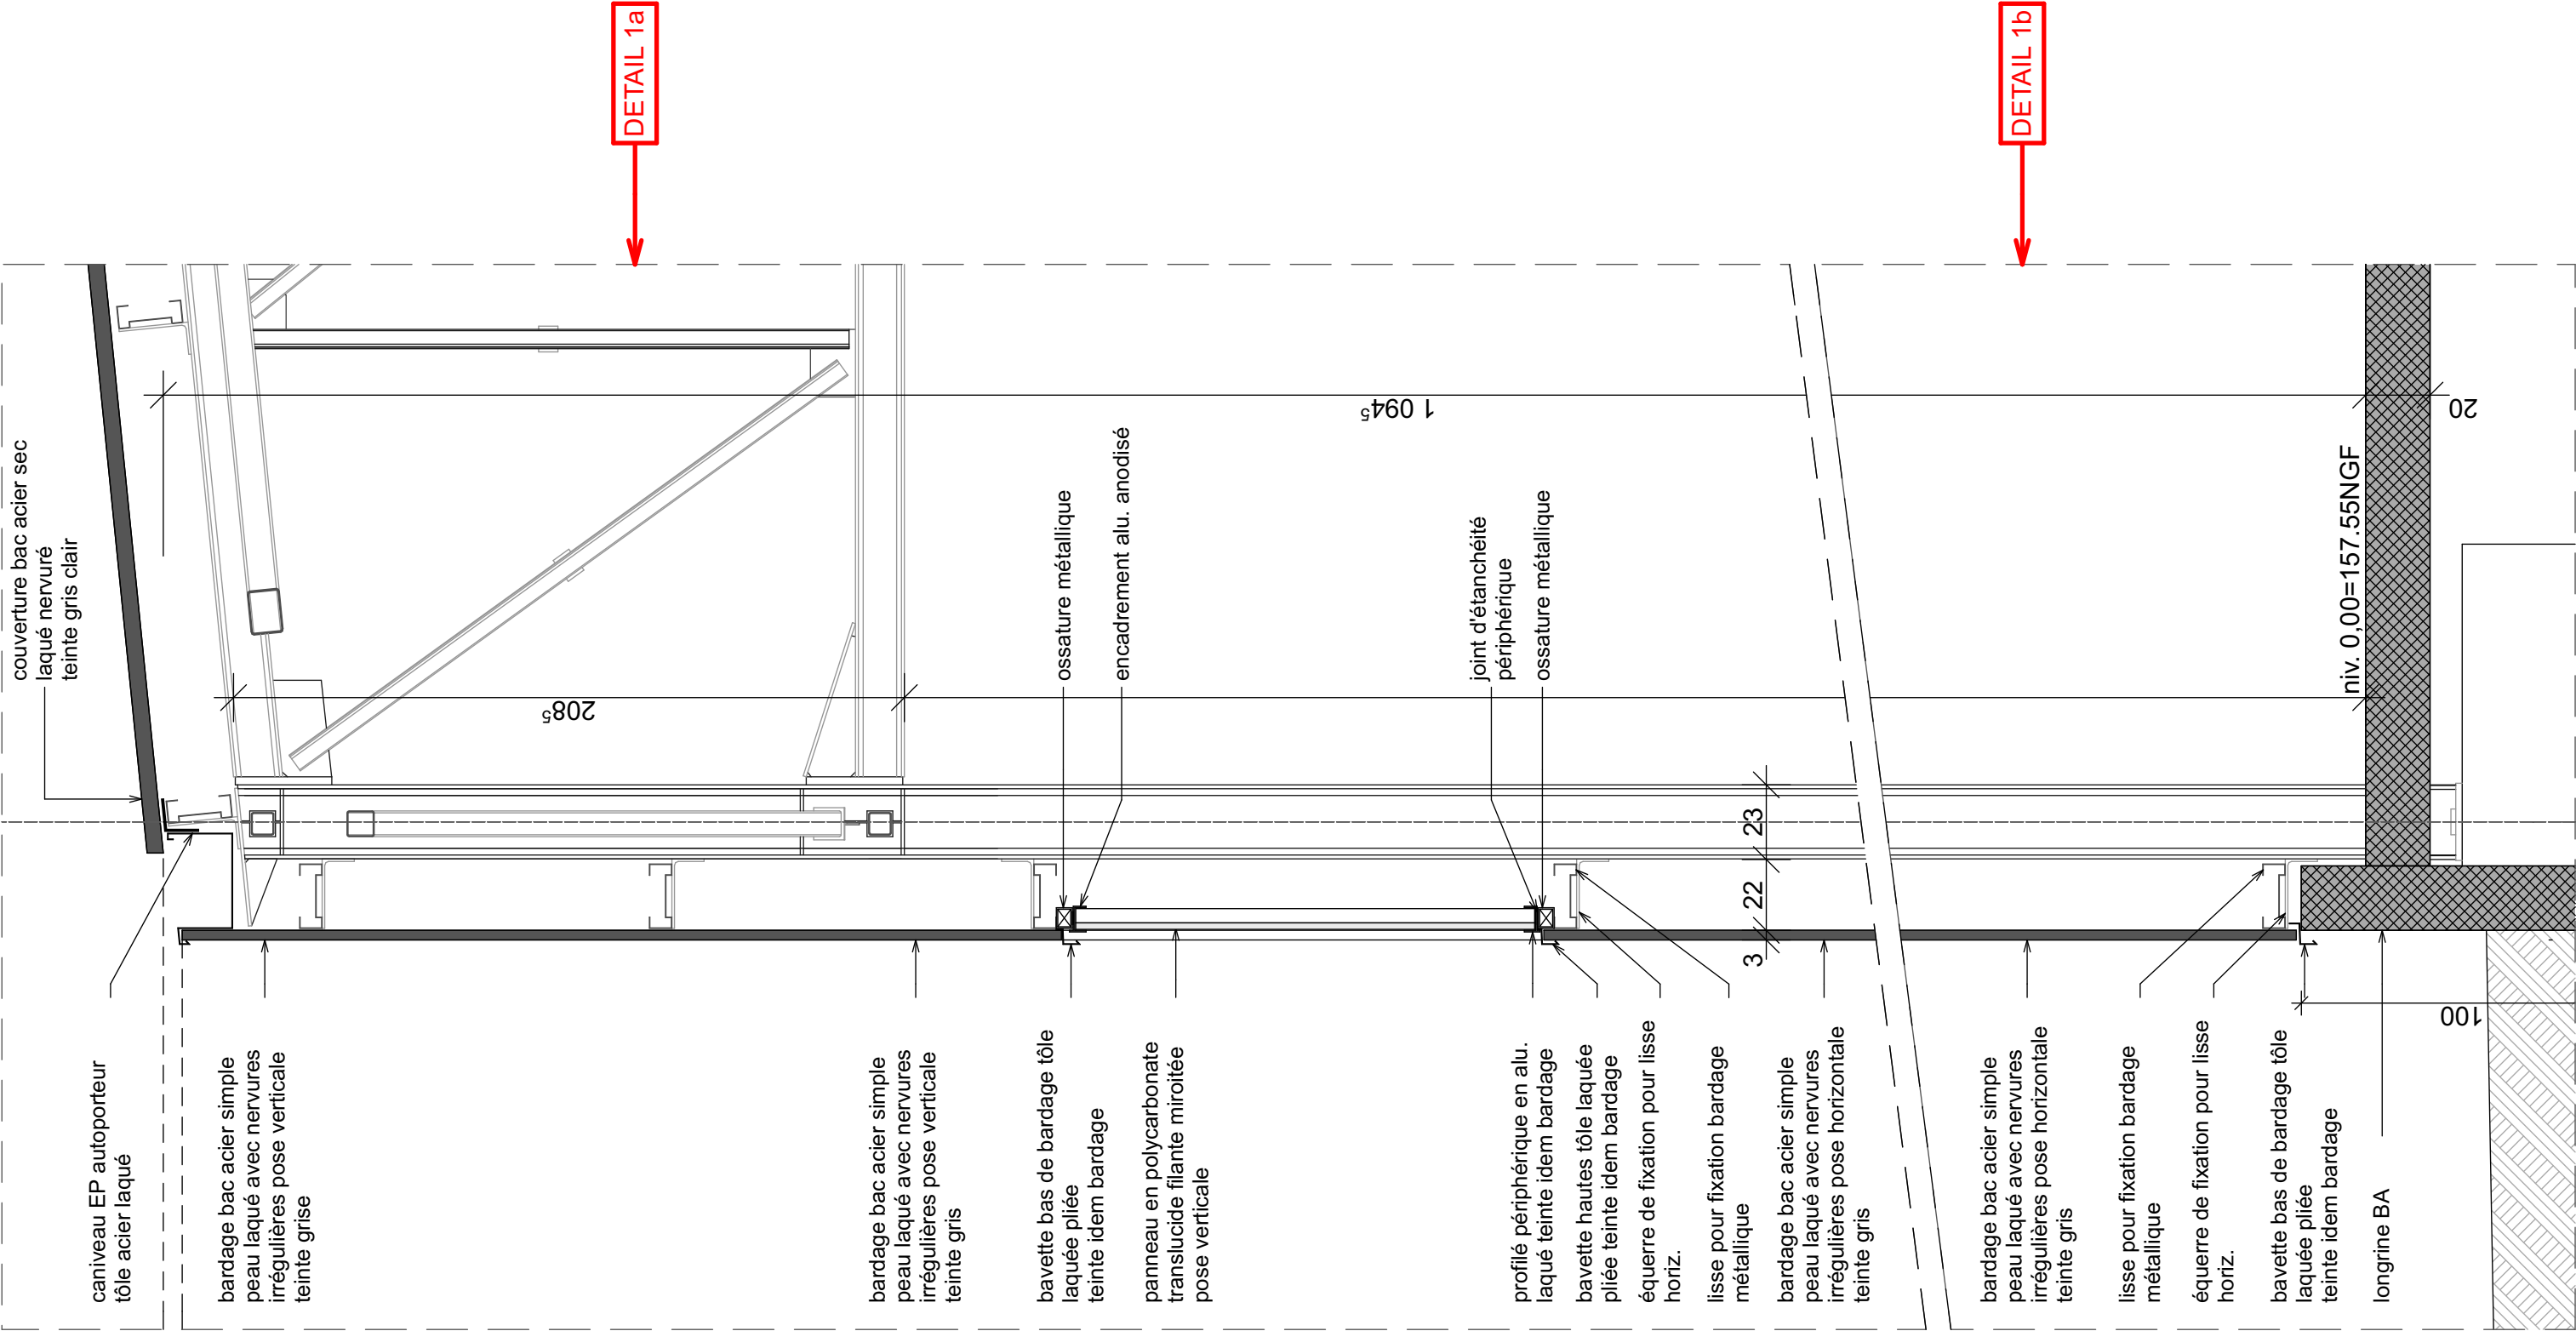 DETAIL 1a
DETAIL 1b
couverture bac acier sec
laqué nervuré
teinte gris clair
1 094⁵
20
208⁵
ossature métallique
encadrement alu. anodisé
joint d'étanchéité
périphérique
ossature métallique
niv. 0,00=157.55NGF
23
22
3
100
caniveau EP autoporteur
tôle acier laqué
bardage bac acier simple
peau laqué avec nervures
irrégulières pose verticale
teinte grise
bardage bac acier simple
peau laqué avec nervures
irrégulières pose verticale
teinte gris
bavette bas de bardage tôle
laquée pliée
teinte idem bardage
panneau en polycarbonate
translucide filante miroitée
pose verticale
profilé périphérique en alu.
laqué teinte idem bardage
bavette hautes tôle laquée
pliée teinte idem bardage
équerre de fixation pour lisse
horiz.
lisse pour fixation bardage
métallique
bardage bac acier simple
peau laqué avec nervures
irrégulières pose horizontale
teinte gris
bardage bac acier simple
peau laqué avec nervures
irrégulières pose horizontale
teinte gris
lisse pour fixation bardage
métallique
équerre de fixation pour lisse
horiz.
bavette bas de bardage tôle
laquée pliée
teinte idem bardage
longrine BA